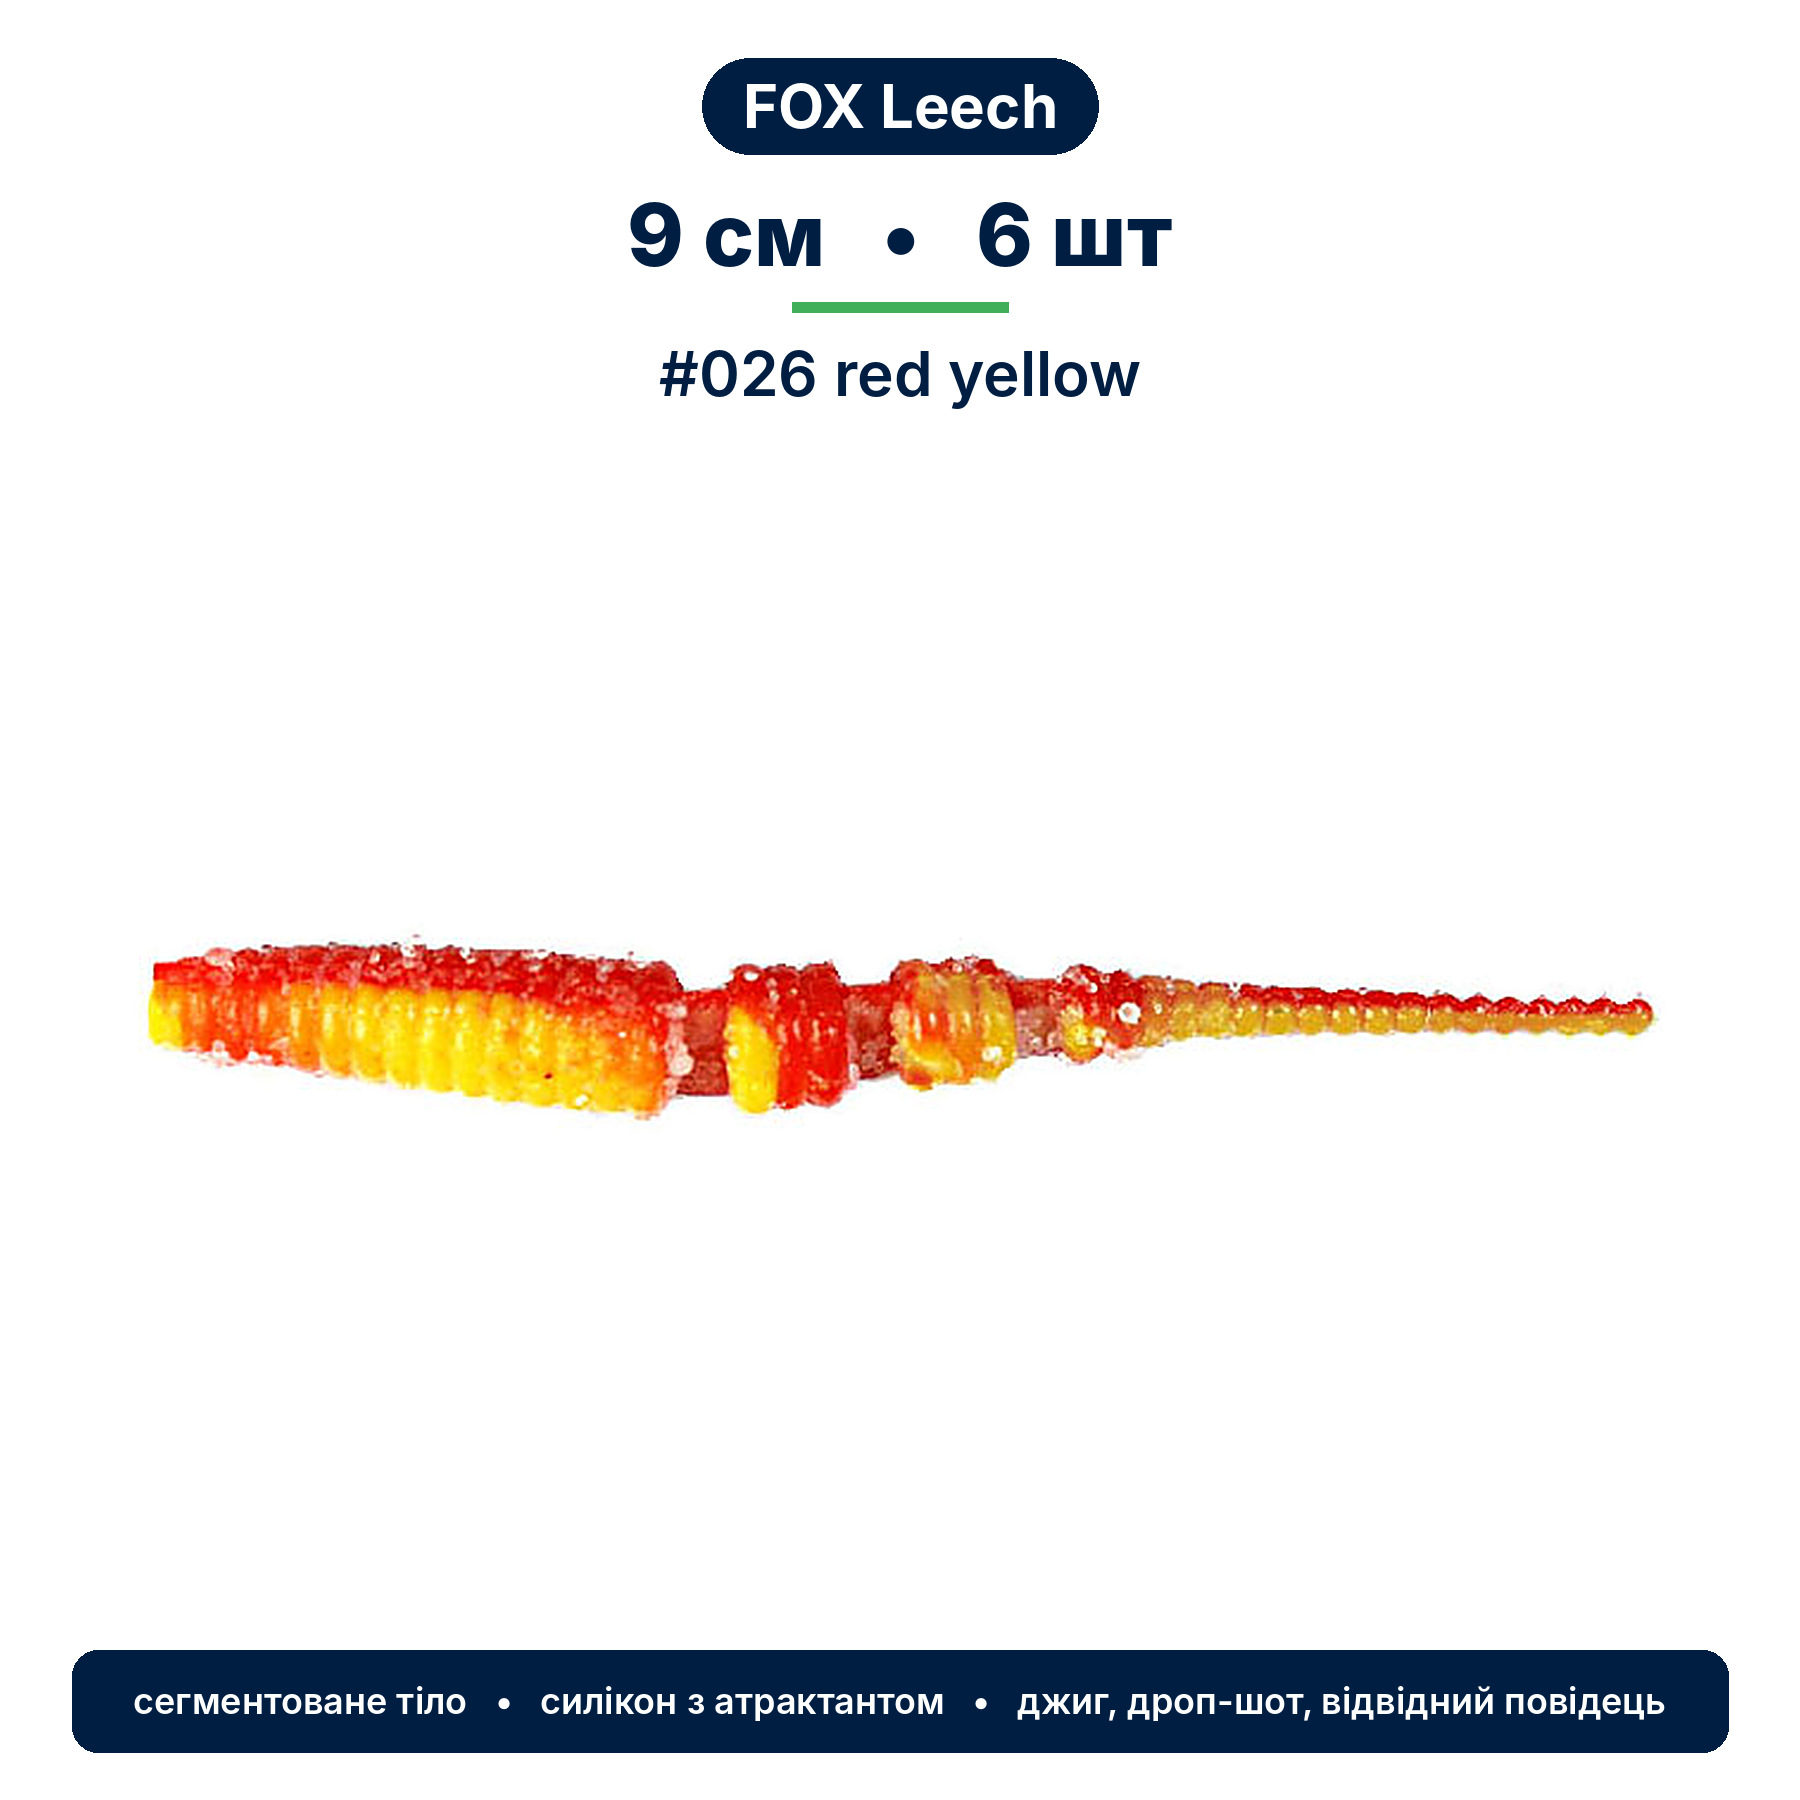 FOX Leech
9 см • 6 шт
#026 red yellow
сегментоване тіло • силікон з атрактантом • джиг, дроп-шот, відвідний повідець